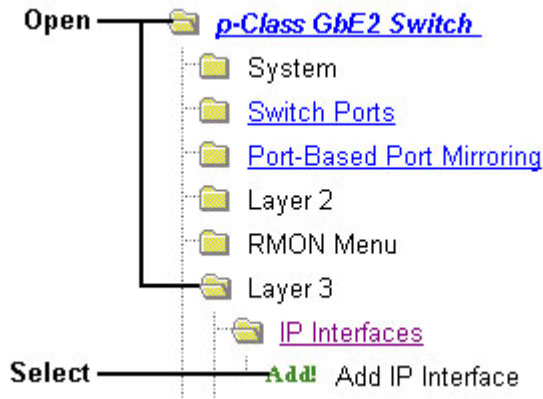 Open p-Class GbE2 Switch
System
Switch Ports
Port-Based Port Mirroring
Layer 2
RMON Menu
Layer 3
IP Interfaces
Select Add! Add IP Interface